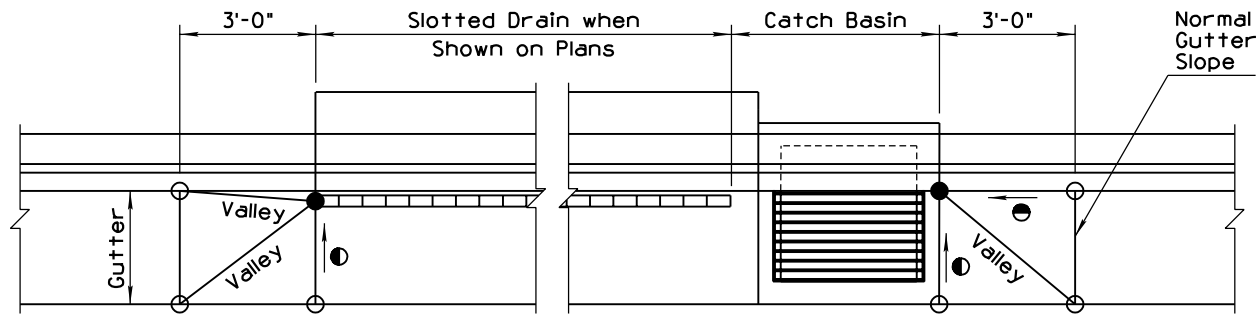 3'-0"
Slotted Drain when
Shown on Plans
Catch Basin
3'-0"
Normal
Gutter
Slope
Gutter
Valley
Valley
Valley